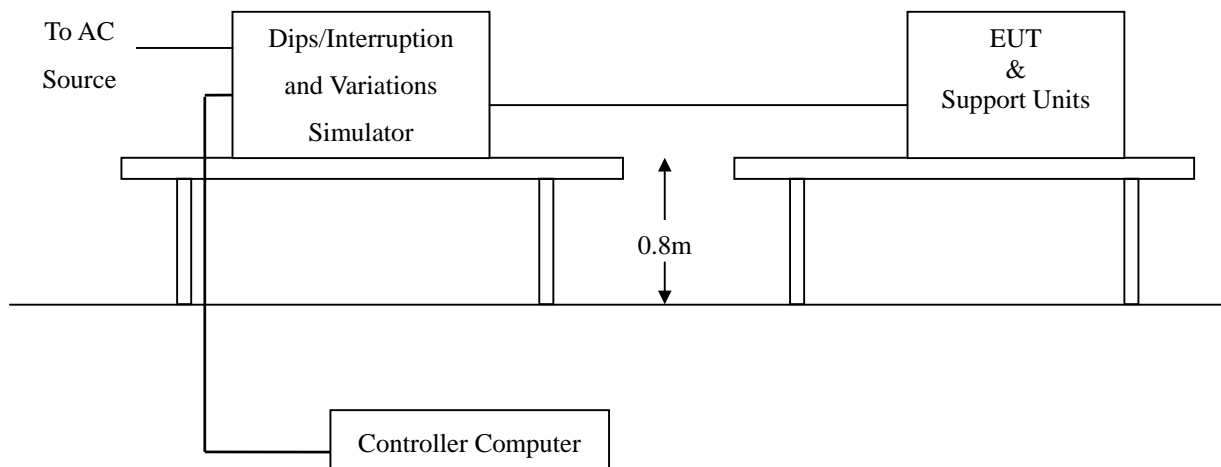 To AC
Source
Dips/Interruption
and Variations
Simulator
EUT
&
Support Units
0.8m
Controller Computer